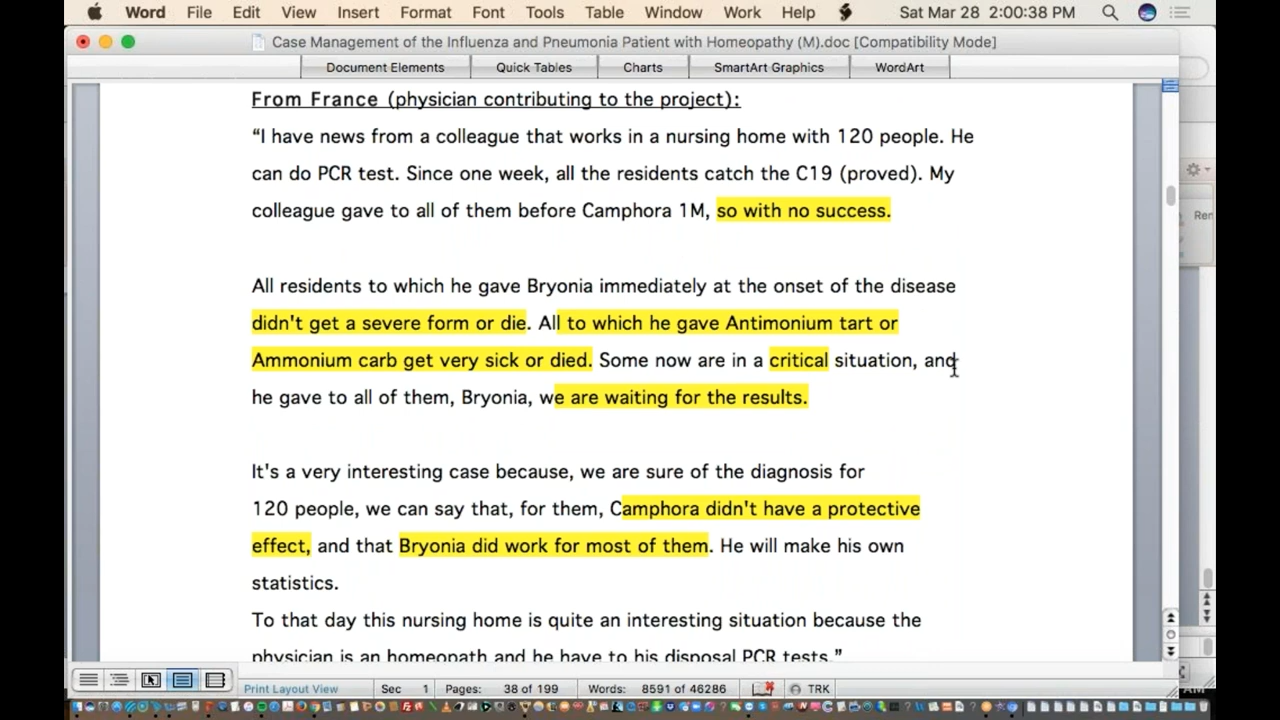 Word File Edit View Insert Format Font Tools Table Window Work Help Sat Mar 28 2:00:38 PM
Case Management of the Influenza and Pneumonia Patient with Homeopathy (M).doc [Compatibility Mode]
Document Elements Quick Tables Charts SmartArt Graphics WordArt
From France (physician contributing to the project):
“I have news from a colleague that works in a nursing home with 120 people. He
can do PCR test. Since one week, all the residents catch the C19 (proved). My
colleague gave to all of them before Camphora 1M, so with no success.
Ren
All residents to which he gave Bryonia immediately at the onset of the disease
didn't get a severe form or die. All to which he gave Antimonium tart or
Ammonium carb get very sick or died. Some now are in a critical situation, and
he gave to all of them, Bryonia, we are waiting for the results.
It's a very interesting case because, we are sure of the diagnosis for
120 people, we can say that, for them, Camphora didn't have a protective
effect, and that Bryonia did work for most of them. He will make his own
statistics.
To that day this nursing home is quite an interesting situation because the
physician is an homeopath and he have to his disposal PCR tests.”
Print Layout View Sec 1 Pages: 38 of 199 Words: 8591 of 46286 TRK
AM